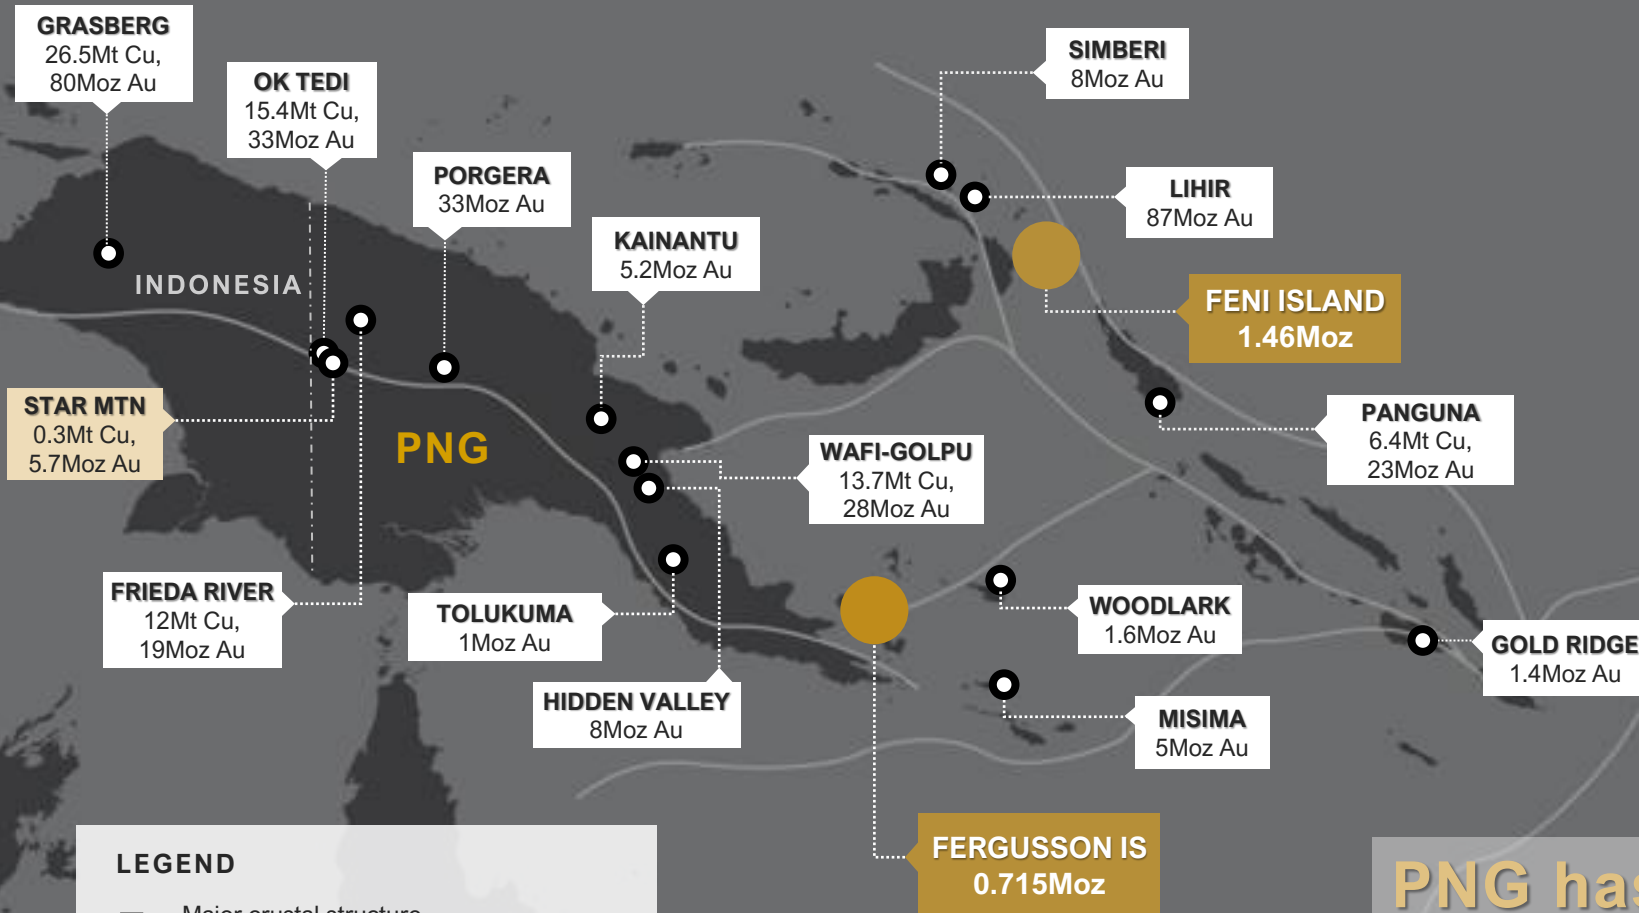 GRASBERG
26.5Mt Cu,
80Moz Au
OK TEDI
15.4Mt Cu,
33Moz Au
SIMBERI
8Moz Au
PORGERA
33Moz Au
LIHIR
87Moz Au
KAINANTU
5.2Moz Au
INDONESIA
FENI ISLAND
1.46Moz
STAR MTN
0.3Mt Cu,
5.7Moz Au
PNG
PANGUNA
6.4Mt Cu,
23Moz Au
WAFI-GOLPU
13.7Mt Cu,
28Moz Au
FRIEDA RIVER
12Mt Cu,
19Moz Au
TOLUKUMA
1Moz Au
WOODLARK
1.6Moz Au
GOLD RIDGE
1.4Moz Au
HIDDEN VALLEY
8Moz Au
MISIMA
5Moz Au
FERGUSSON IS
0.715Moz
LEGEND
Major crustal structure
PNG has